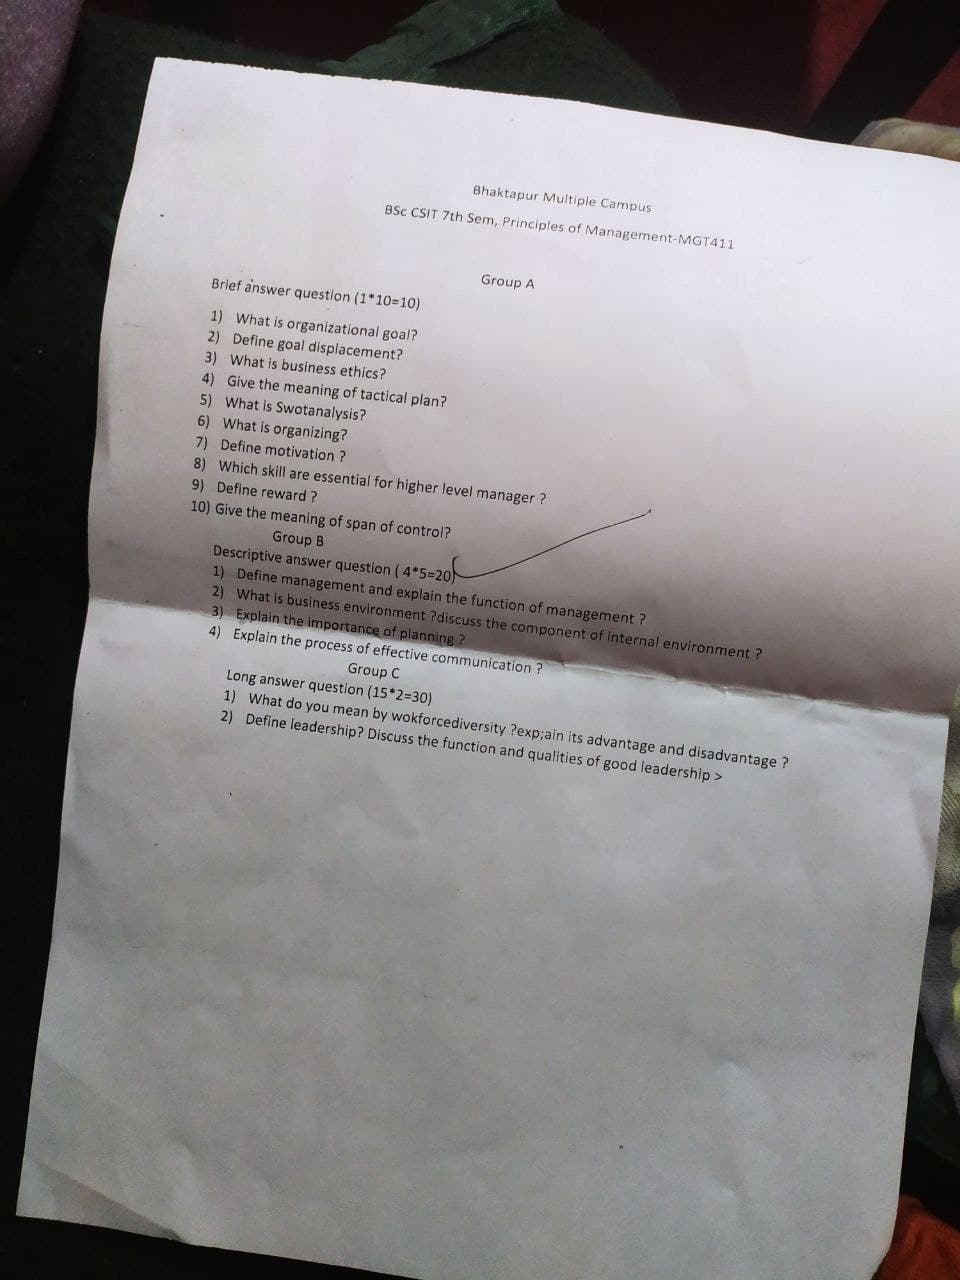 Bhaktapur Multiple Campus
BSc CSIT 7th Sem, Principles of Management-MGT411
Group A
Brief answer question (1*10=10)
1) What is organizational goal?
2) Define goal displacement?
3) What is business ethics?
4) Give the meaning of tactical plan?
5) What is Swotanalysis?
6) What is organizing?
7) Define motivation ?
8) Which skill are essential for higher level manager ?
9) Define reward ?
10) Give the meaning of span of control?
Group B
Descriptive answer question ( 4*5=20)
1) Define management and explain the function of management ?
2) What is business environment ?discuss the component of internal environment ?
3) Explain the importance of planning ?
4) Explain the process of effective communication ?
Group C
Long answer question (15*2=30)
1) What do you mean by wokforcediversity ?exp;ain its advantage and disadvantage ?
2) Define leadership? Discuss the function and qualities of good leadership >